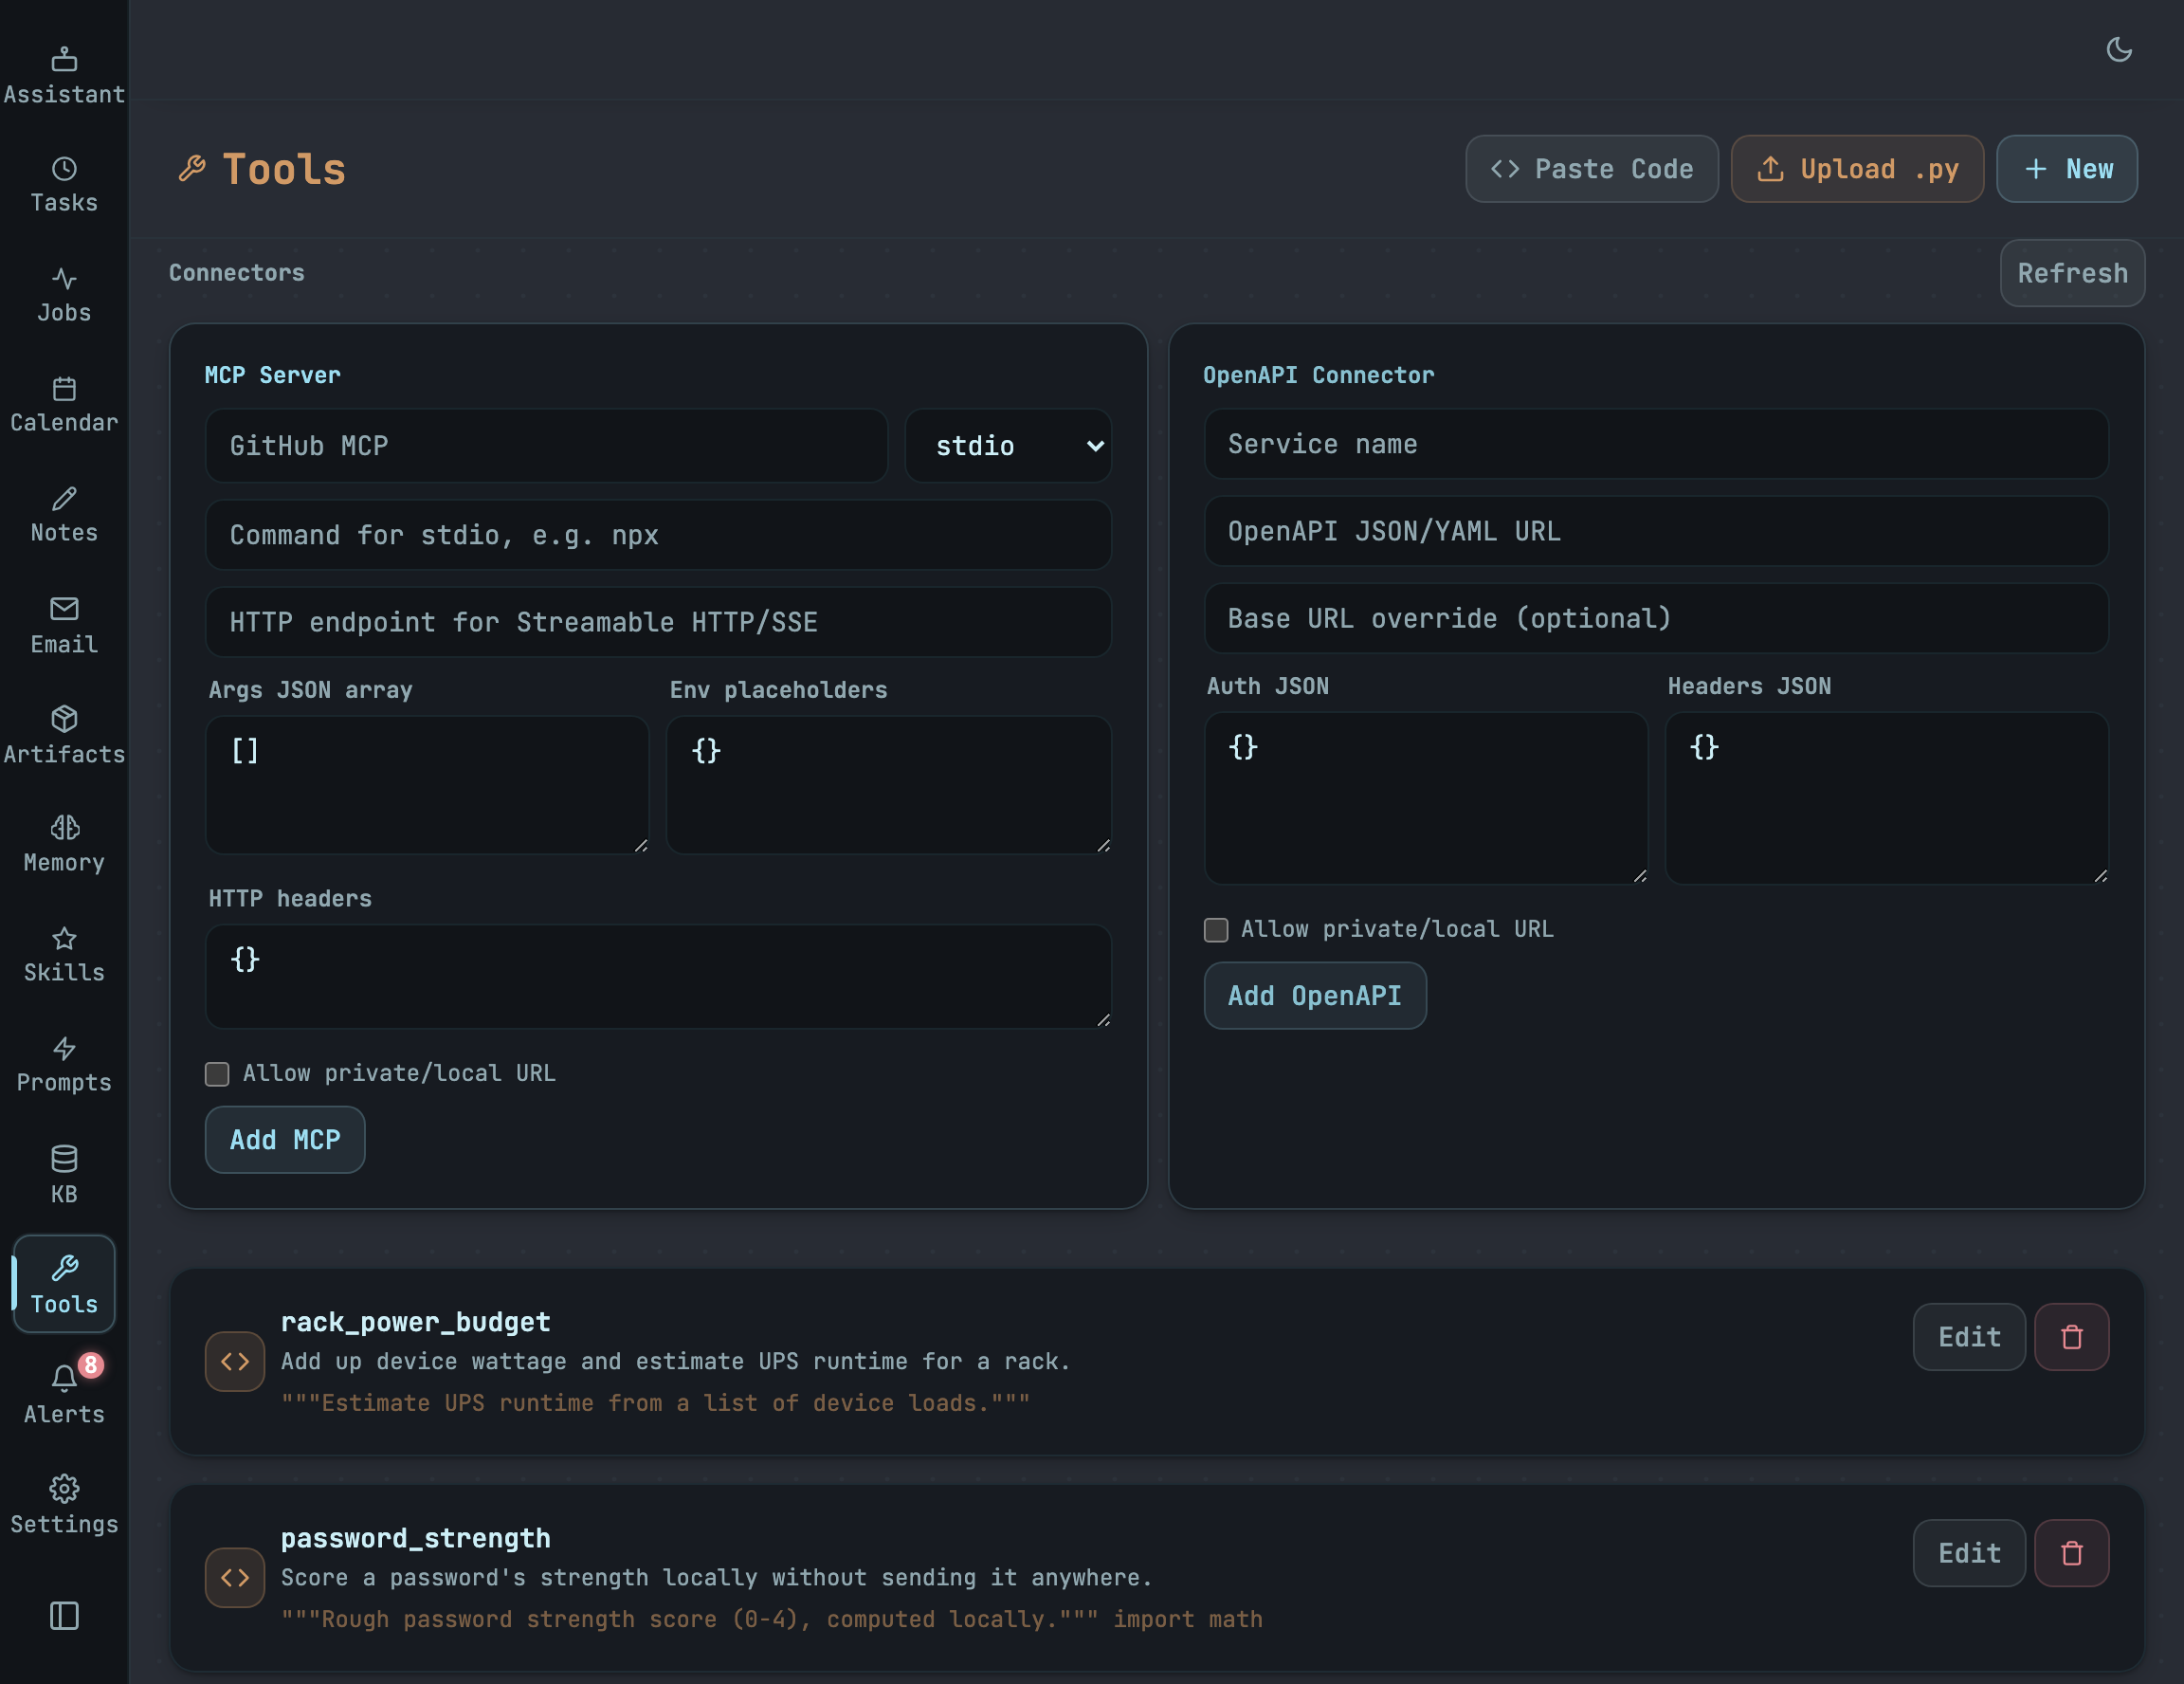 Assistant
Tasks
Jobs
Calendar
Notes
Email
Artifacts
Memory
Skills
Prompts
KB
Tools
8
Alerts
Settings
Tools
Paste Code
Upload .py
+ New
Connectors
Refresh
MCP Server
GitHub MCP
stdio
Command for stdio, e.g. npx
HTTP endpoint for Streamable HTTP/SSE
Args JSON array
Env placeholders
[]
{}
HTTP headers
{}
Allow private/local URL
Add MCP
OpenAPI Connector
Service name
OpenAPI JSON/YAML URL
Base URL override (optional)
Auth JSON
Headers JSON
{}
{}
Allow private/local URL
Add OpenAPI
rack_power_budget
Add up device wattage and estimate UPS runtime for a rack.
"""Estimate UPS runtime from a list of device loads."""
Edit
password_strength
Score a password's strength locally without sending it anywhere.
"""Rough password strength score (0-4), computed locally.""" import math
Edit